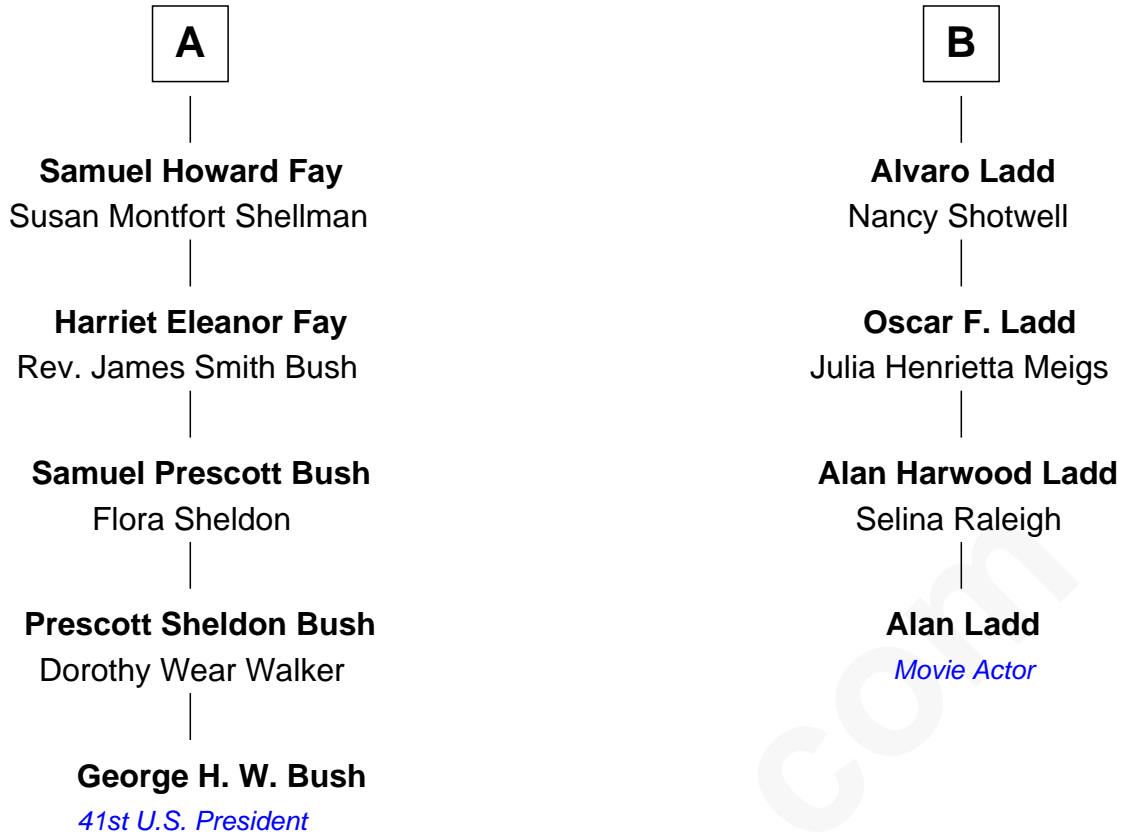 A
Samuel Howard Fay
Susan Montfort Shellman
Harriet Eleanor Fay
Rev. James Smith Bush
Samuel Prescott Bush
Flora Sheldon
Prescott Sheldon Bush
Dorothy Wear Walker
George H. W. Bush
41st U.S. President
B
Alvaro Ladd
Nancy Shotwell
Oscar F. Ladd
Julia Henrietta Meigs
Alan Harwood Ladd
Selina Raleigh
Alan Ladd
Movie Actor
com